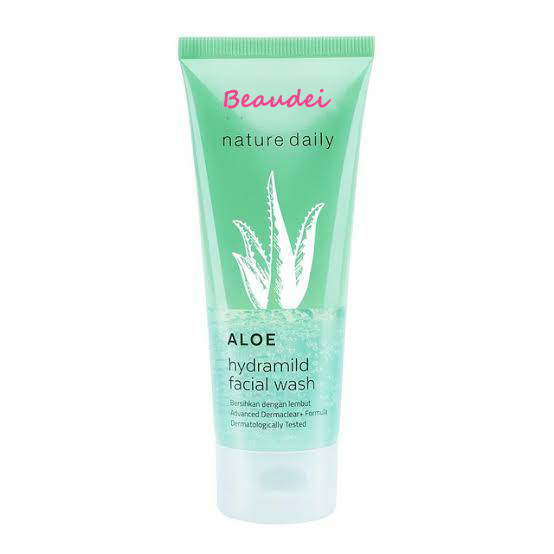 Beaudei
nature daily
ALOE
hydramild
facial wash
Bersihkan dengan lembut
Advanced Dermaclear+ Formula
Dermatologically Tested